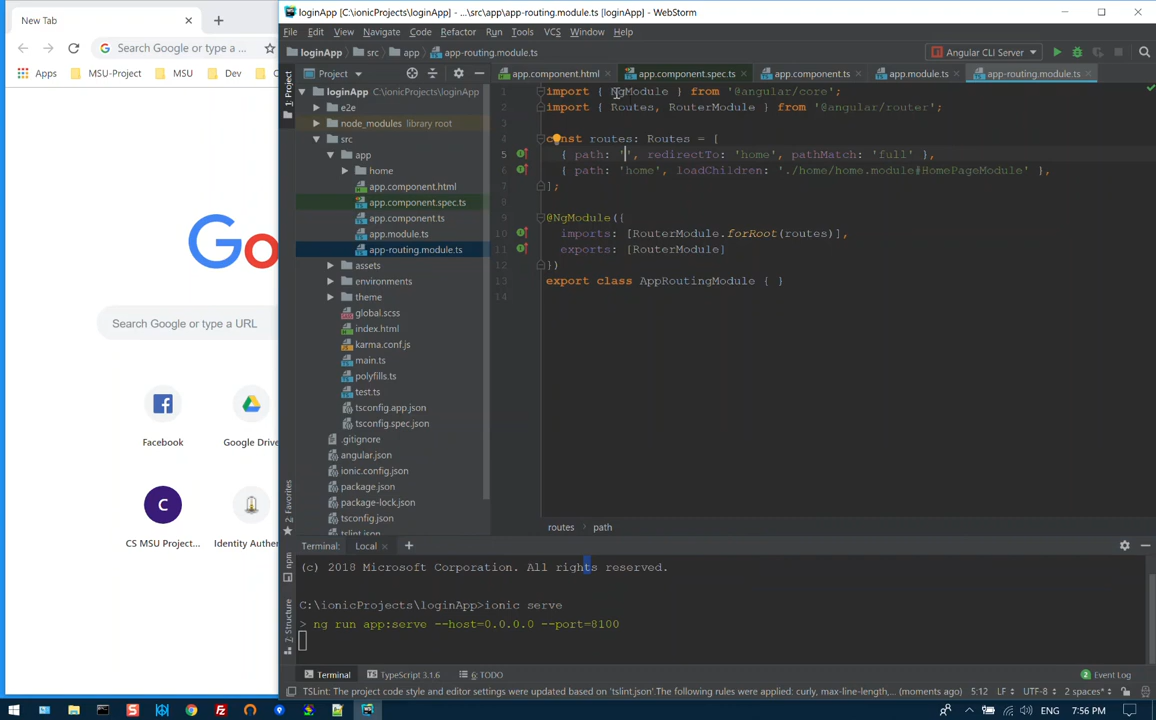 New Tab
Search Google or type a URL
Apps MSU-Project MSU Dev
Go
Search Google or type a URL
Facebook
Google Drive
C
CS MSU Project...
loginApp [C:\ionicProjects\loginApp] - ...\src\app\app-routing.module.ts [loginApp] - WebStorm
File Edit View Navigate Code Refactor Run Tools VCS Window Help
loginApp src app app-routing.module.ts
Angular CLI Server
Project
app.component.html app.component.spec.ts app.component.ts app.module.ts app-routing.module.ts
1: Project
loginApp
e2e
node_modules library root
src
app
home
app.component.html
app.component.spec.ts
app.component.ts
app.module.ts
app-routing.module.ts
assets
environments
theme
global.scss
index.html
karma.conf.js
main.ts
polyfills.ts
test.ts
tsconfig.app.json
tsconfig.spec.json
.gitignore
angular.json
ionic.config.json
package.json
package-lock.json
tsconfig.json
tslint.json
2: Favorites
npm
7: Structure
1 import { NgModule } from '@angular/core';
2 import { Routes, RouterModule } from '@angular/router';
3
4 const routes: Routes = [
5 { path: '', redirectTo: 'home', pathMatch: 'full' },
6 { path: 'home', loadChildren: './home/home.module#HomePageModule' },
7 ];
8
9 @NgModule({
10 imports: [RouterModule.forRoot(routes)],
11 exports: [RouterModule]
12 })
13 export class AppRoutingModule { }
14
routes path
Terminal: Local
(c) 2018 Microsoft Corporation. All rights reserved.
C:\ionicProjects\loginApp>ionic serve
> ng run app:serve --host=0.0.0.0 --port=8100
Terminal TypeScript 3.1.6 6: TODO
2 Event Log
TSLint: The project code style and editor settings were updated based on 'tslint.json'.The following rules were applied: curly, max-line-length,... (moments ago) 5:12 LF UTF-8 2 spaces*
ENG 7:56 PM